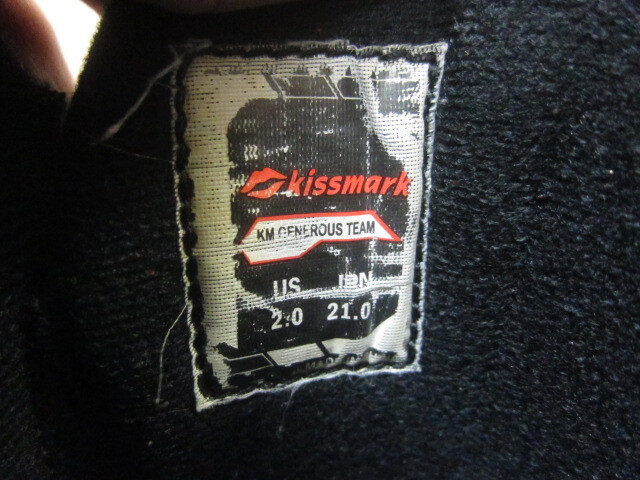 kissmark
KM GENEROUS TEAM
US JPN
2.0 21.0